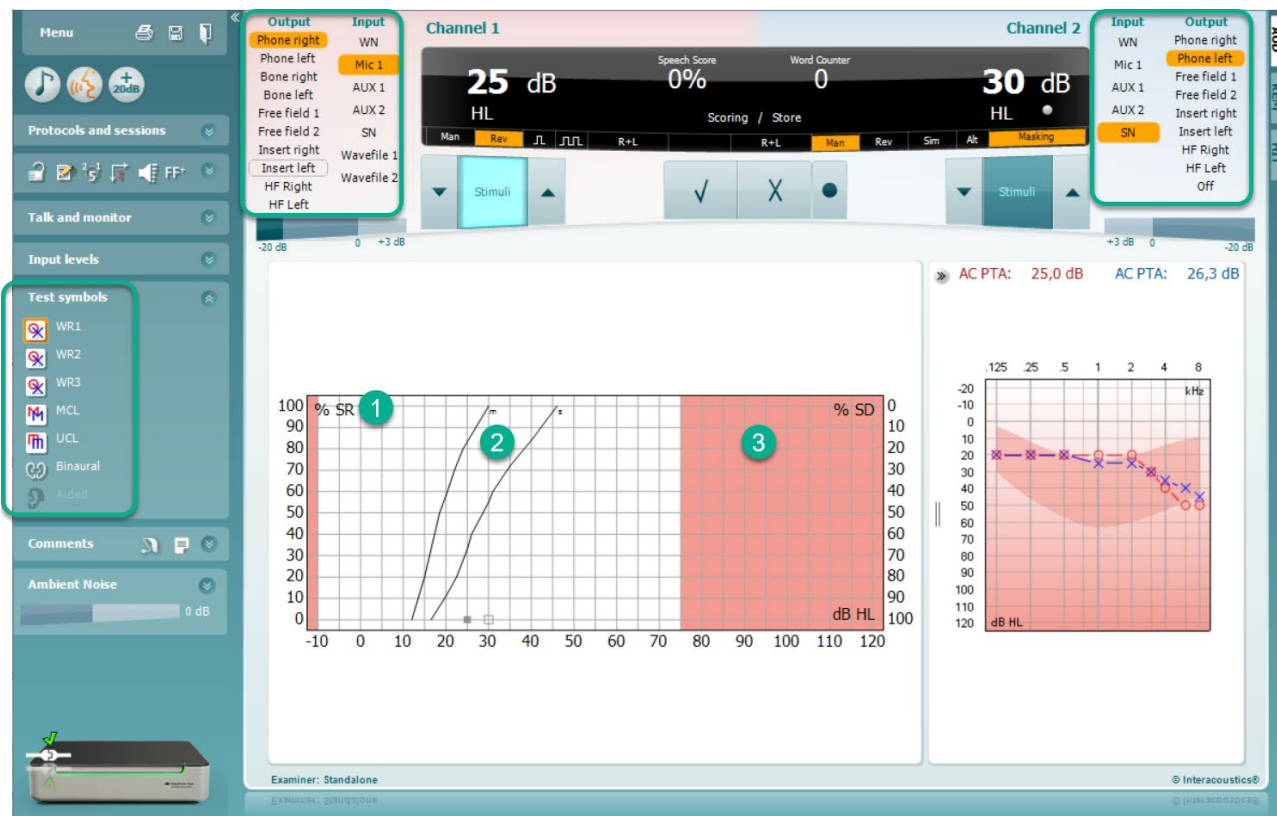 Menu
20dB
Protocols and sessions
FF+
Talk and monitor
Input levels
Test symbols
WR1
WR2
WR3
MCL
UCL
Binaural
Aided
Comments
Ambient Noise
0 dB
Output Input
Phone right WN
Phone left Mic 1
Bone right AUX 1
Bone left AUX 2
Free field 1 SN
Free field 2 Wavefile 1
Insert right Wavefile 2
Insert left
HF Right
HF Left
-20 dB 0 +3 dB
Channel 1
Channel 2
25 dB
HL
Speech Score
0%
Word Counter
0
Scoring / Store
30 dB
HL
Man Rev R+L R+L Man Rev Sim Alt Masking
Stimuli
Stimuli
Input Output
WN Phone right
Mic 1 Phone left
AUX 1 Free field 1
AUX 2 Free field 2
SN Insert right
Insert left
HF Right
HF Left
Off
+3 dB 0 -20 dB
AUD
100 % SR 1 m s % SD 0
90 2 3 10
80 20
70 30
60 40
50 50
40 60
30 70
20 80
10 90
0 dB HL 100
-10 0 10 20 30 40 50 60 70 80 90 100 110 120
AC PTA: 25,0 dB AC PTA: 26,3 dB
.125 .25 .5 1 2 4 8
kHz
-20
-10
0
10
20
30
40
50
60
70
80
90
100
110
120 dB HL
Examiner: Standalone
© Interacoustics®